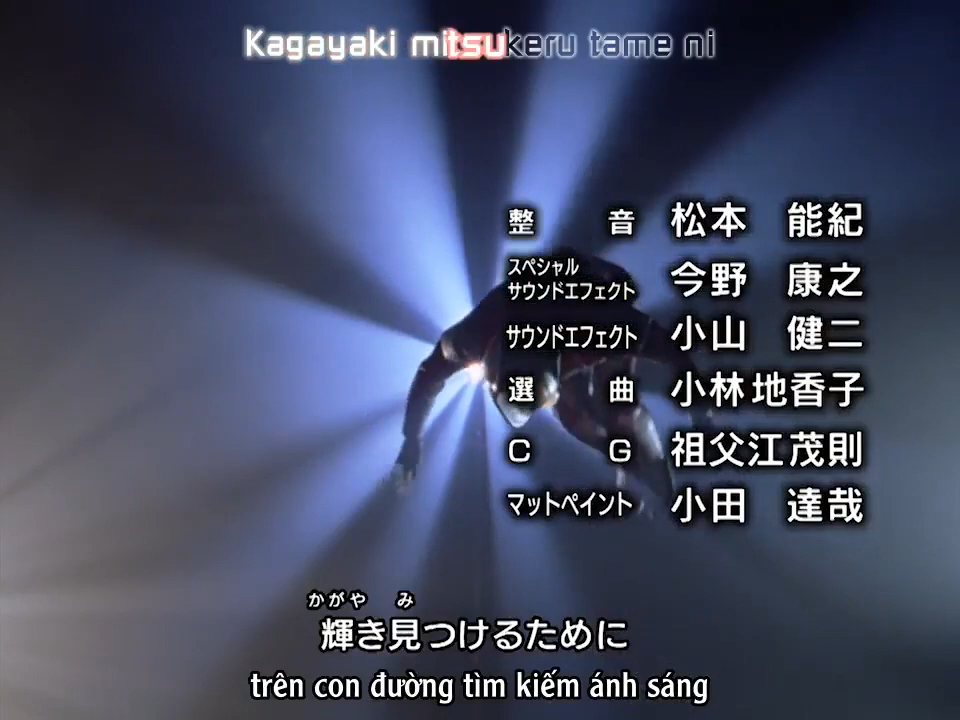 Kagayaki mitsukeru tame ni
整 音 松本 能紀
スペシャル
サウンドエフェクト 今野 康之
サウンドエフェクト 小山 健二
選 曲 小林地香子
C G 祖父江茂則
マットペイント 小田 達哉
かがや み
輝き見つけるために
trên con đường tìm kiếm ánh sáng